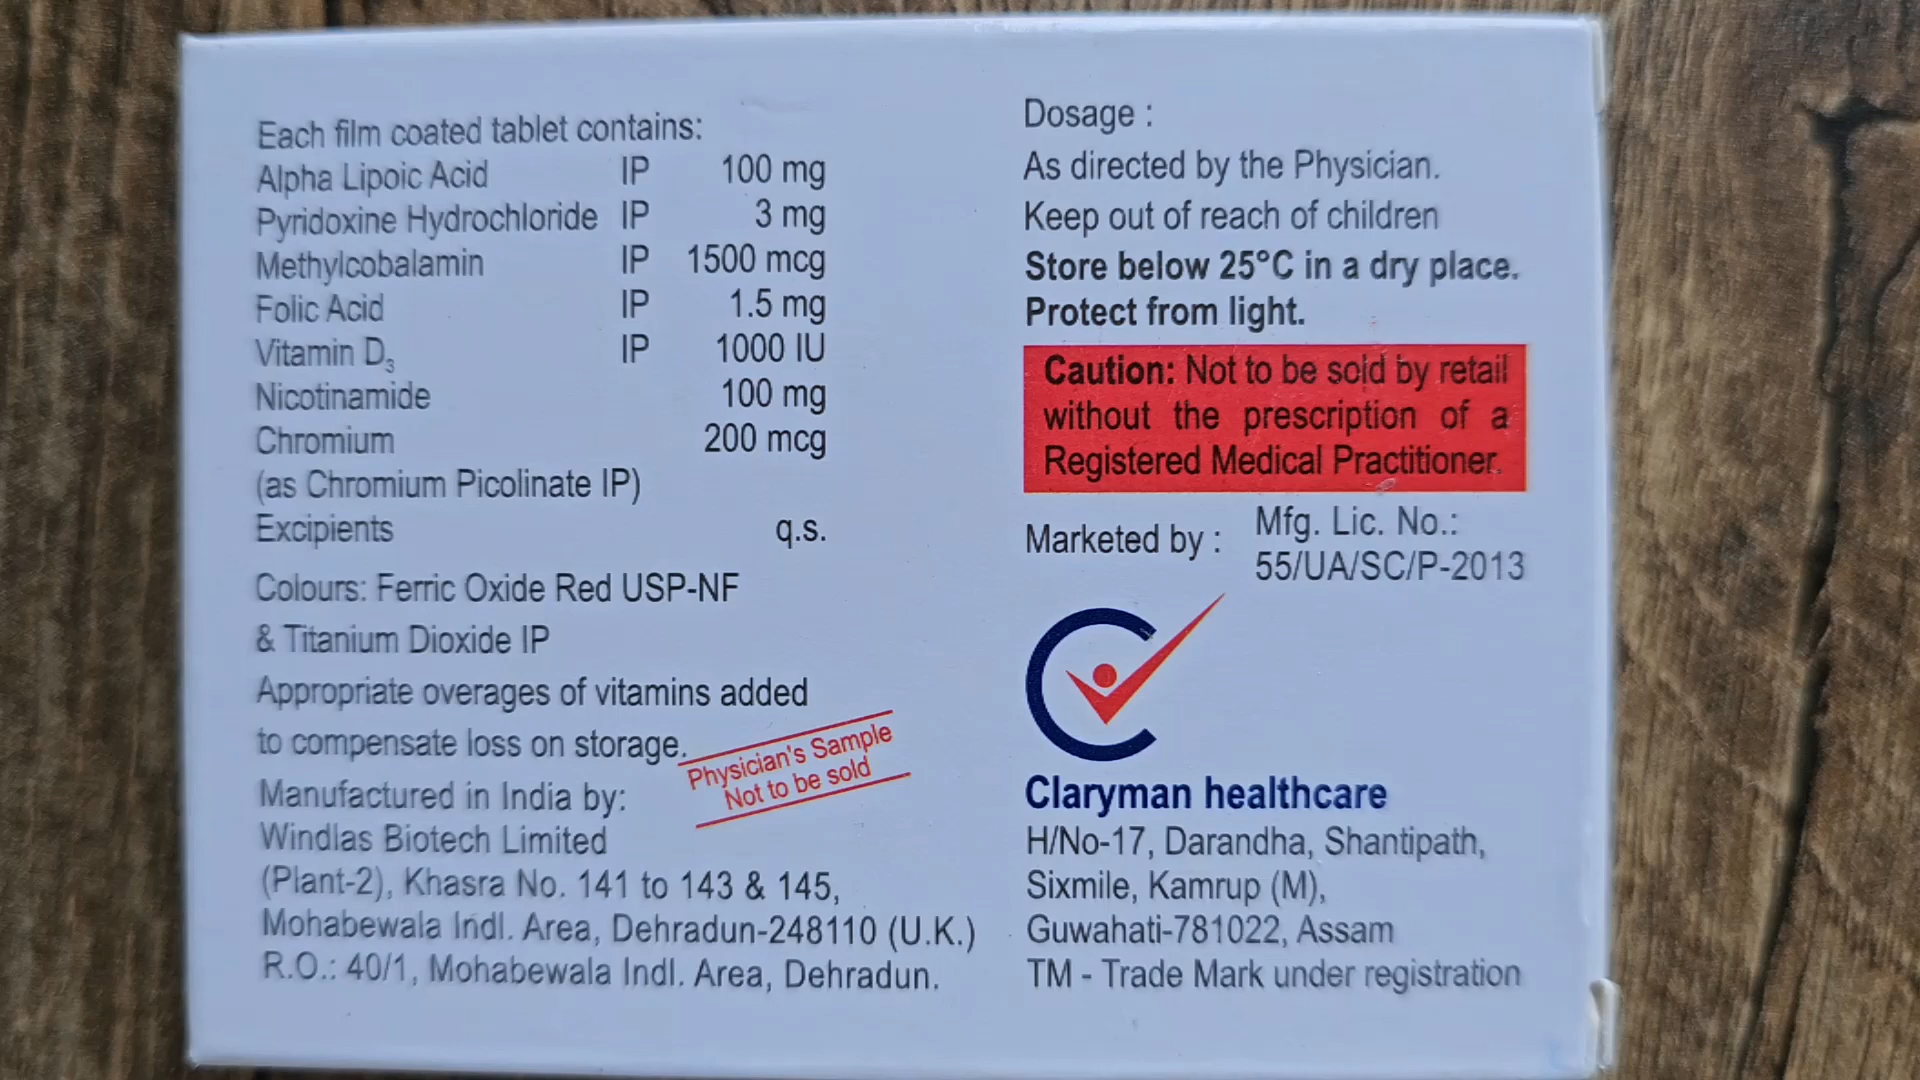 Each film coated tablet contains:
Alpha Lipoic Acid IP 100 mg
Pyridoxine Hydrochloride IP 3 mg
Methylcobalamin IP 1500 mcg
Folic Acid IP 1.5 mg
Vitamin D₃ IP 1000 IU
Nicotinamide 100 mg
Chromium 200 mcg
(as Chromium Picolinate IP)
Excipients q.s.
Colours: Ferric Oxide Red USP-NF
& Titanium Dioxide IP
Appropriate overages of vitamins added
to compensate loss on storage.
Physician's Sample
Not to be sold
Manufactured in India by:
Windlas Biotech Limited
(Plant-2), Khasra No. 141 to 143 & 145,
Mohabewala Indl. Area, Dehradun-248110 (U.K.)
R.O.: 40/1, Mohabewala Indl. Area, Dehradun.
Dosage :
As directed by the Physician.
Keep out of reach of children
Store below 25°C in a dry place.
Protect from light.
Caution: Not to be sold by retail
without the prescription of a
Registered Medical Practitioner.
Marketed by :
Mfg. Lic. No.:
55/UA/SC/P-2013
Claryman healthcare
H/No-17, Darandha, Shantipath,
Sixmile, Kamrup (M),
Guwahati-781022, Assam
TM - Trade Mark under registration